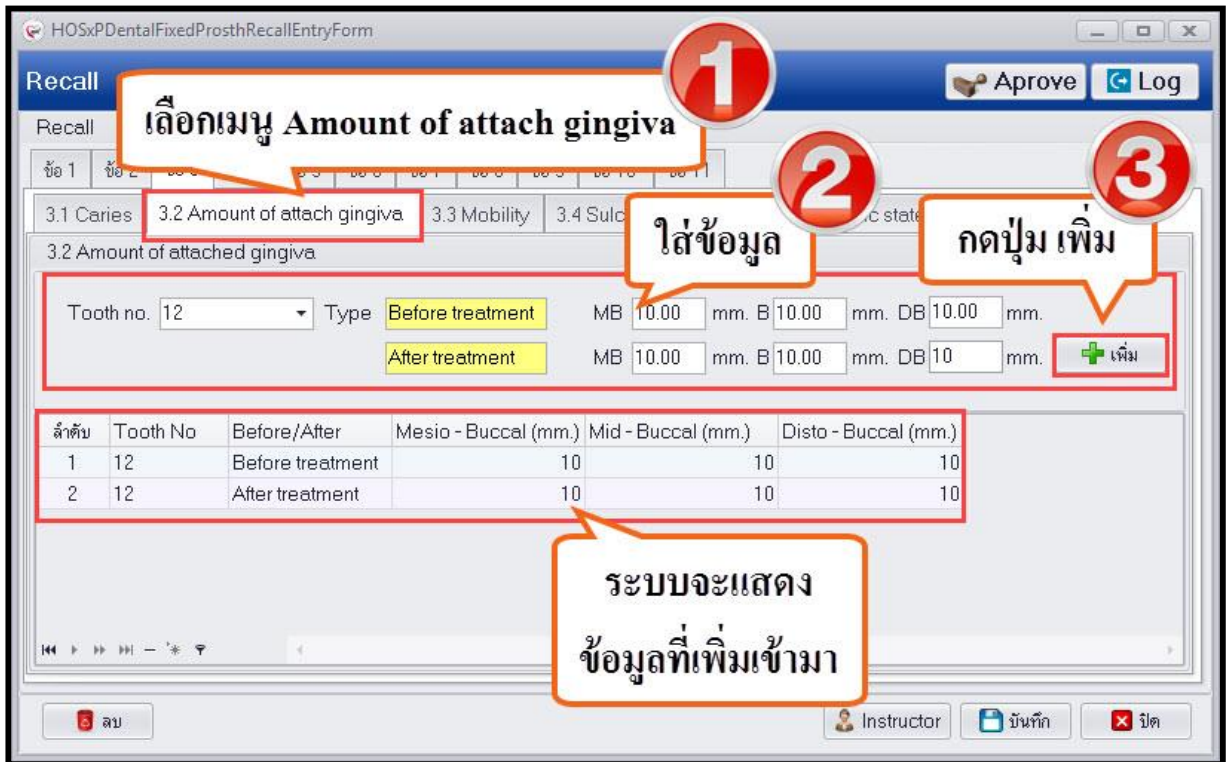 HOSxPDentalFixedProsthRecallEntryForm
Recall
Aprove
Log
1
เลือกเมนู Amount of attach gingiva
Recall
ข้อ 1 ข้อ 2
3.1 Caries 3.2 Amount of attach gingiva 3.3 Mobility
2
3
ใส่ข้อมูล
กดปุ่ม เพิ่ม
3.2 Amount of attached gingiva
Tooth no. 12 Type Before treatment MB 10.00 mm. B 10.00 mm. DB 10.00 mm.
After treatment MB 10.00 mm. B 10.00 mm. DB 10 mm. เพิ่ม
ลำดับ Tooth No Before/After Mesio - Buccal (mm.) Mid - Buccal (mm.) Disto - Buccal (mm.)
1 12 Before treatment 10 10 10
2 12 After treatment 10 10 10
ระบบจะแสดง
ข้อมูลที่เพิ่มเข้ามา
ลบ Instructor บันทึก ปิด